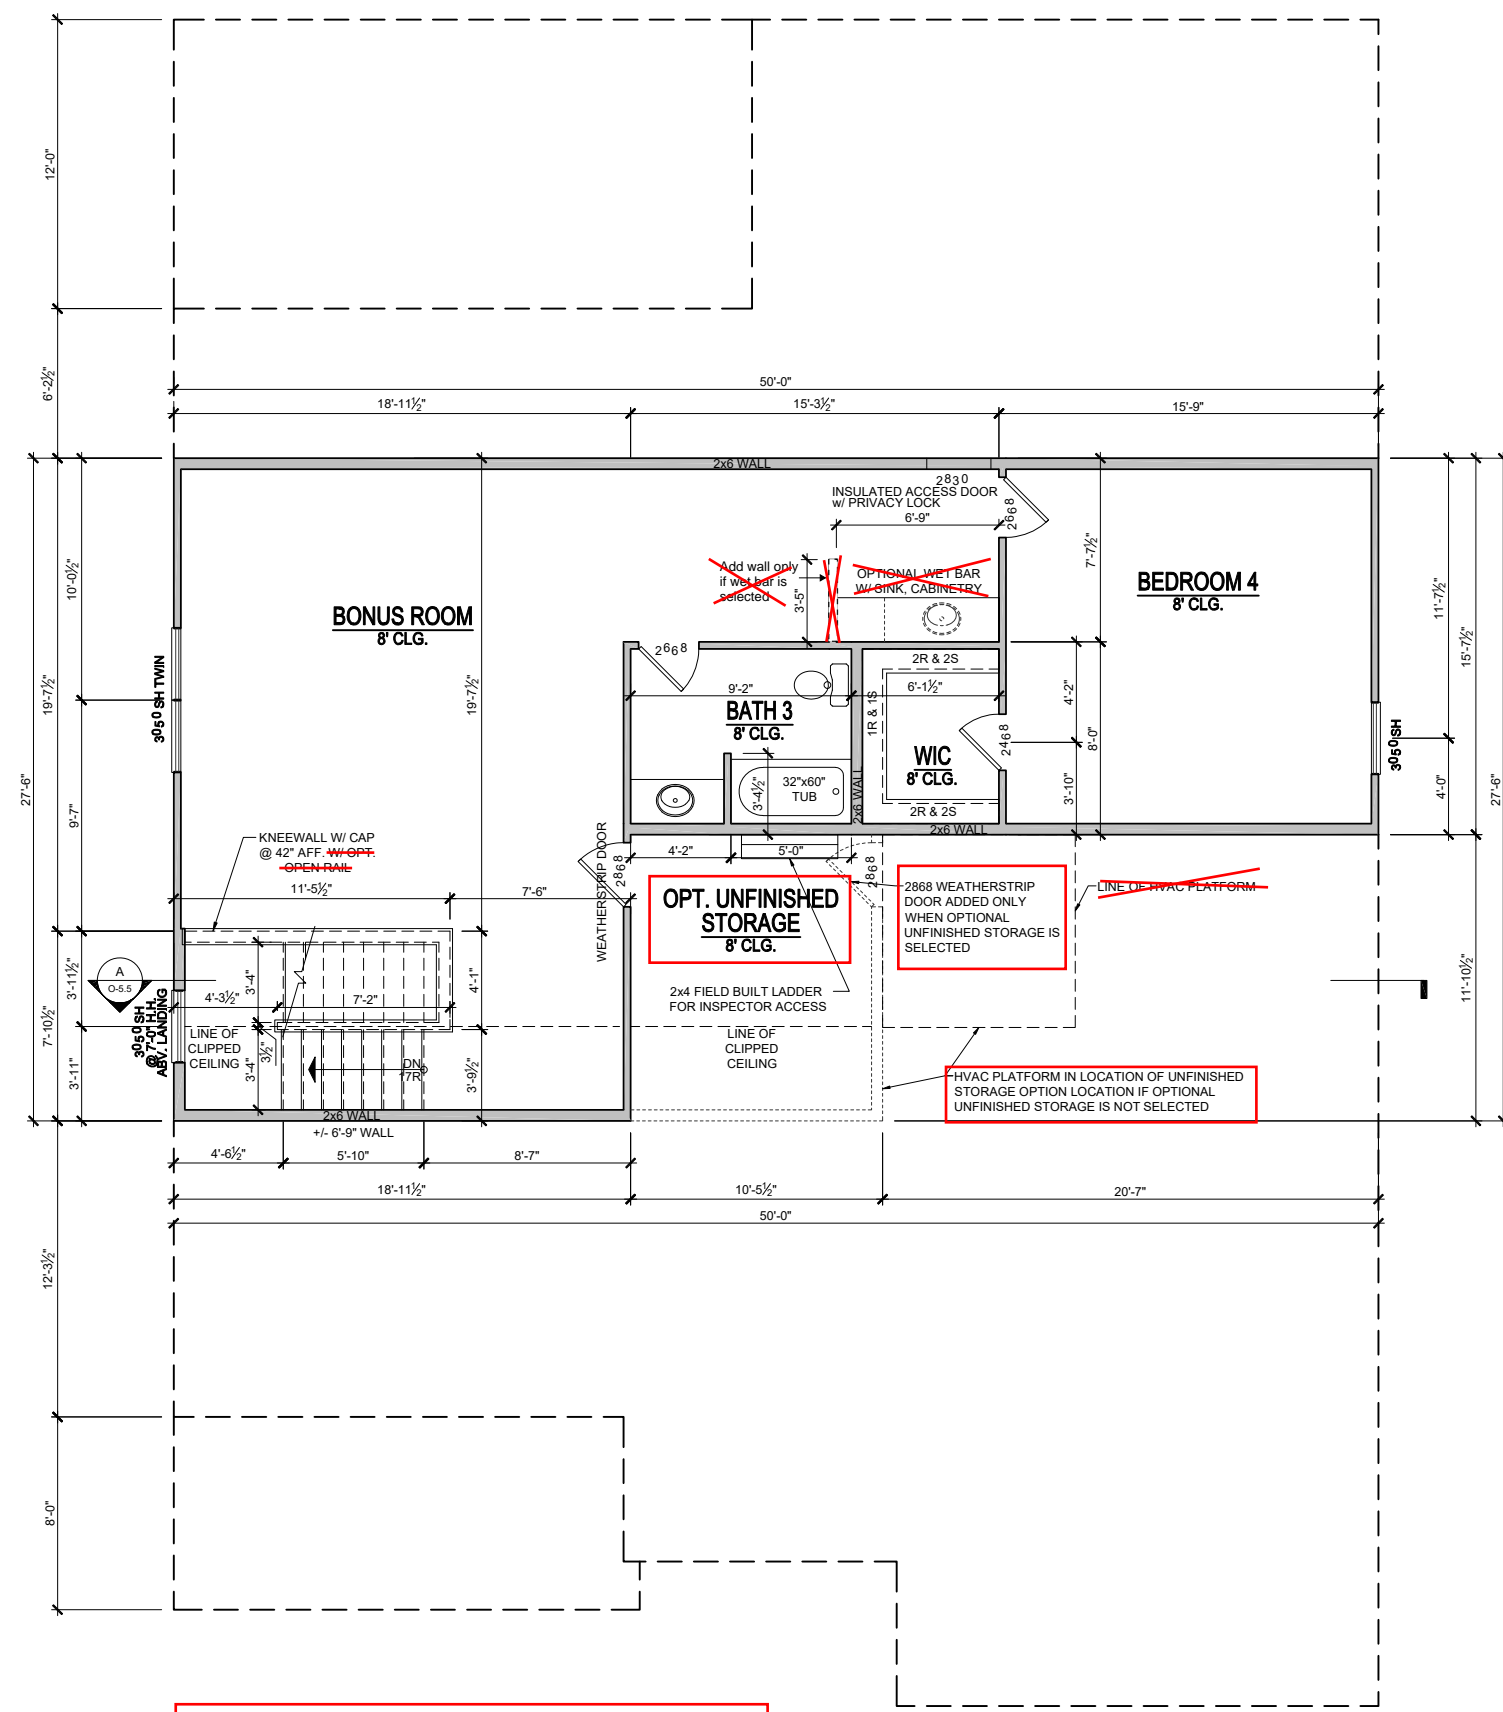 12'-0"
6'-2½"
50'-0"
18'-11½"
15'-3½"
15'-9"
2x6 WALL
2830
INSULATED ACCESS DOOR
w/ PRIVACY LOCK
6'-9"
2668
7'-7½"
10'-0½"
Add wall only
if wet bar is
selected
3'-5"
OPTIONAL WET BAR
W/ SINK, CABINETRY
BEDROOM 4
8' CLG.
11'-7½"
15'-7½"
BONUS ROOM
8' CLG.
2668
2R & 2S
3050 SH TWIN
19'-7½"
19'-7½"
9'-2"
6'-1½"
1R & 1S
4'-2"
BATH 3
8' CLG.
2468
8'-0"
3050 SH
WIC
8' CLG.
27'-6"
9'-7"
3'-4½"
32"x60"
TUB
2x6 WALL
3'-10"
4'-0"
27'-6"
2R & 2S
2x6 WALL
KNEEWALL W/ CAP
@ 42" AFF. W/ OPT.
OPEN RAIL
WEATHERSTRIP DOOR
2868
4'-2"
5'-0"
2868
11'-5½"
7'-6"
OPT. UNFINISHED
STORAGE
8' CLG.
2868 WEATHERSTRIP
DOOR ADDED ONLY
WHEN OPTIONAL
UNFINISHED STORAGE IS
SELECTED
LINE OF HVAC PLATFORM
A
O-5.5
3'-11½"
7'-10½"
3'-4"
4'-3½"
7'-2"
4'-1"
2x4 FIELD BUILT LADDER
FOR INSPECTOR ACCESS
11'-10½"
3050 SH
@ 7'-0" H.H.
ABV. LANDING
LINE OF
CLIPPED
CEILING
3½"
LINE OF
CLIPPED
CEILING
3'-11"
3'-4"
DN
17R
3'-9½"
HVAC PLATFORM IN LOCATION OF UNFINISHED
STORAGE OPTION LOCATION IF OPTIONAL
UNFINISHED STORAGE IS NOT SELECTED
2x6 WALL
+/- 6'-9" WALL
4'-6½"
5'-10"
8'-7"
18'-11½"
10'-5½"
20'-7"
50'-0"
12'-3½"
8'-0"